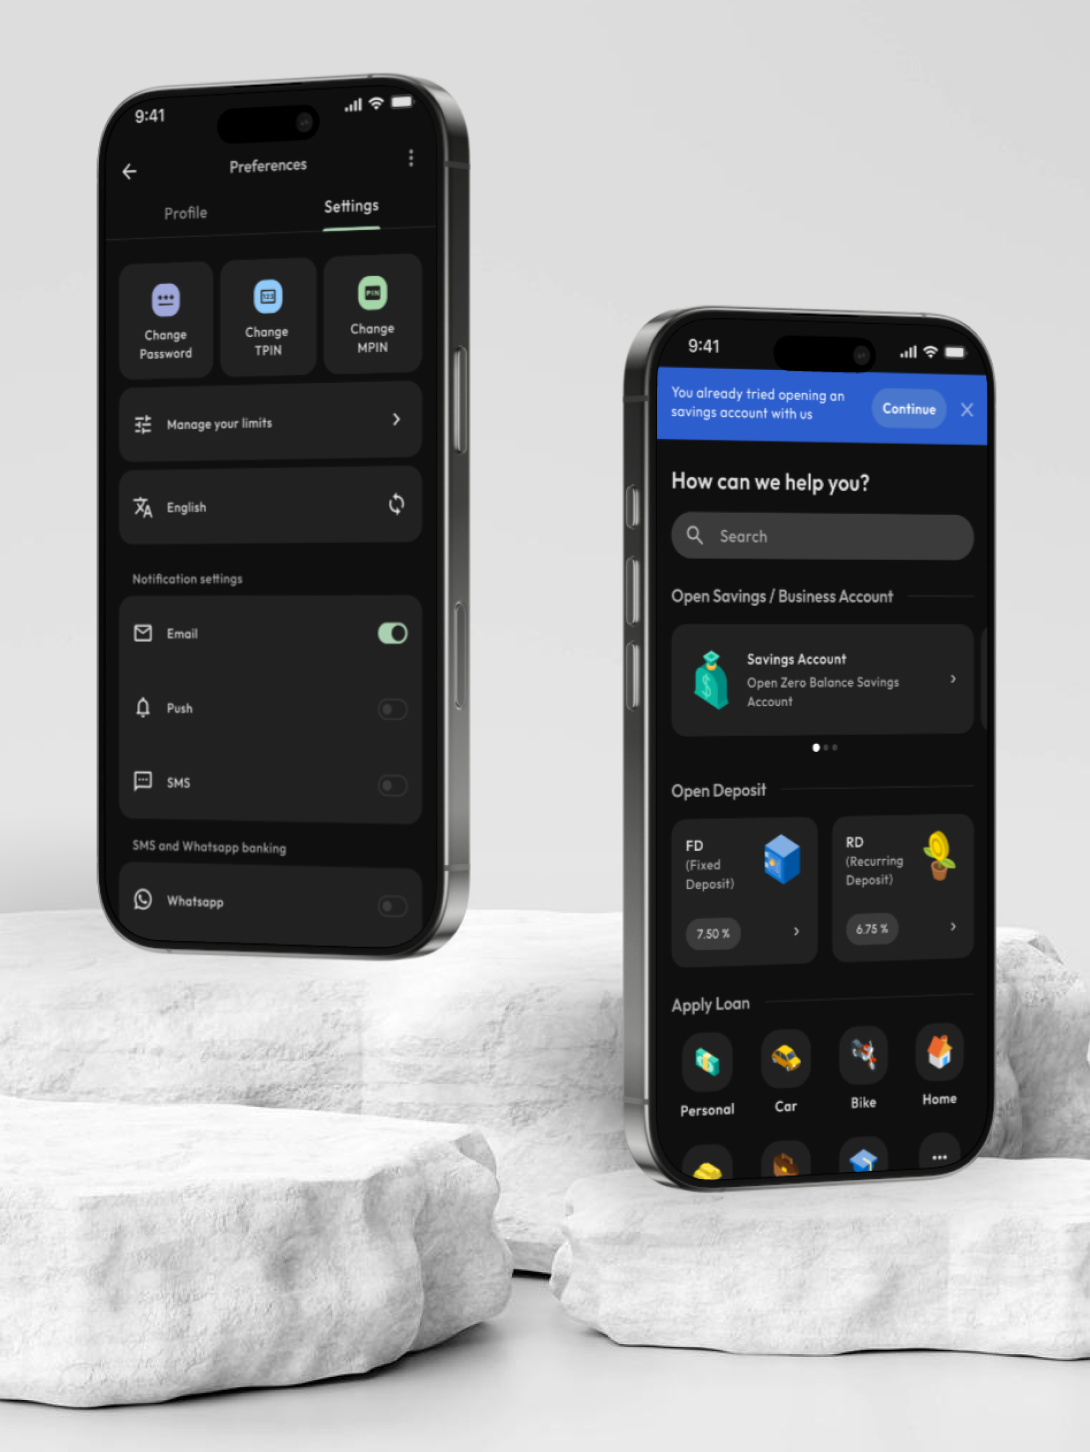 9:41
Preferences
Profile
Settings
Change
Password
123
Change
TPIN
PIN
Change
MPIN
Manage your limits
English
Notification settings
Email
Push
SMS
SMS and Whatsapp banking
Whatsapp
9:41
You already tried opening an
savings account with us
Continue
How can we help you?
Search
Open Savings / Business Account
Savings Account
Open Zero Balance Savings
Account
Open Deposit
FD
(Fixed
Deposit)
7.50 %
RD
(Recurring
Deposit)
6.75 %
Apply Loan
Personal
Car
Bike
Home